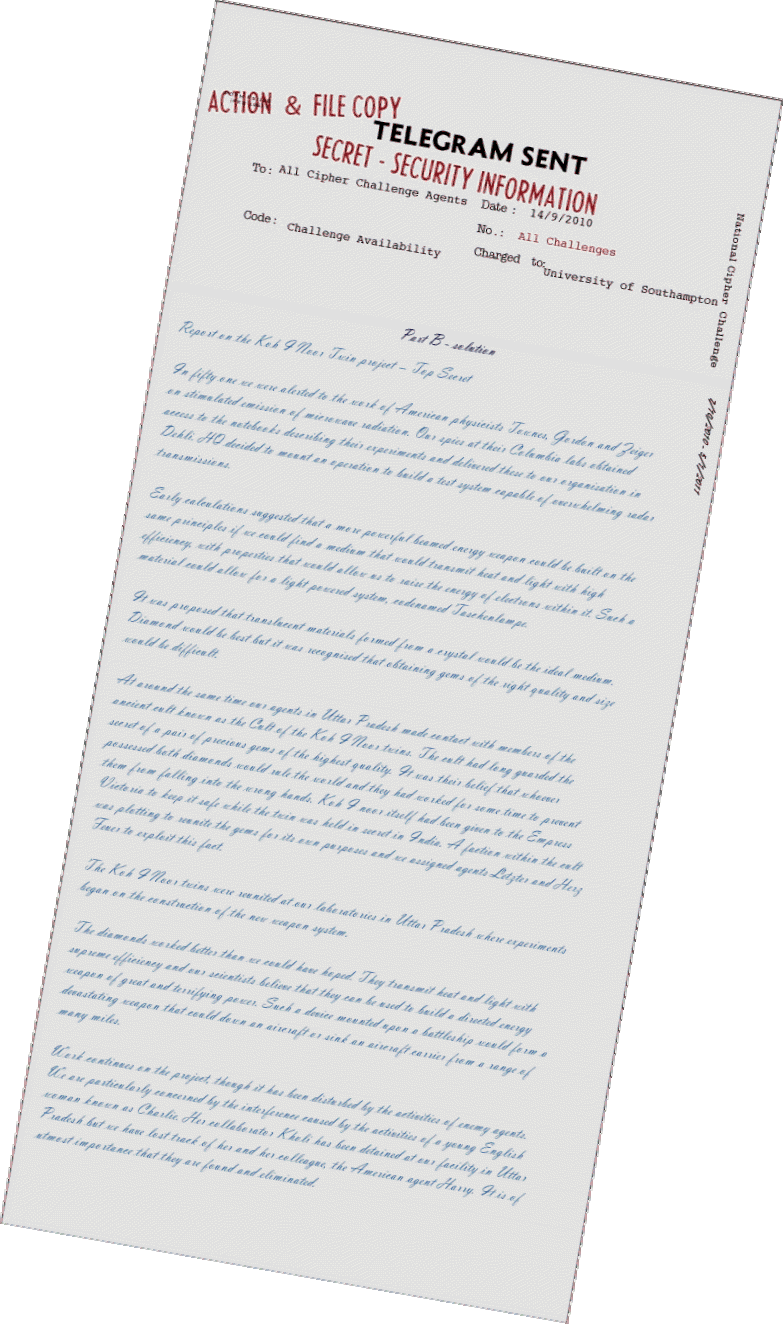 ACTION & FILE COPY
TELEGRAM SENT
SECRET - SECURITY INFORMATION
To: All Cipher Challenge Agents Date: 14/9/2010
No.: All Challenges
Code: Challenge Availability
Charged to: University of Southampton
National Cipher Challenge
Part B - solution
Report on the Koh I Noor Twin project – Top Secret
In fifty one we were alerted to the work of American physicists Townes, Gordon and Zeiger
on stimulated emission of microwave radiation. Our spies at their Columbia labs obtained
access to the notebooks describing their experiments and delivered these to our organisation in
Dehli. HQ decided to mount an operation to build a test system capable of overwhelming radar
transmissions.
Early calculations suggested that a more powerful beamed energy weapon could be built on the
same principles if we could find a medium that would transmit heat and light with high
efficiency, with properties that would allow us to raise the energy of electrons within it. Such a
material could allow for a light powered system, codenamed Taschenlampe.
It was proposed that translucent materials formed from a crystal would be the ideal medium.
Diamond would be best but it was recognised that obtaining gems of the right quality and size
would be difficult.
At around the same time our agents in Uttar Pradesh made contact with members of the
ancient cult known as the Cult of the Koh I Noor twins. The cult had long guarded the
secret of a pair of precious gems of the highest quality. It was their belief that whoever
possessed both diamonds would rule the world and they had worked for some time to prevent
them from falling into the wrong hands. Koh I noor itself had been given to the Empress
Victoria to keep it safe while the twin was held in secret in India. A faction within the cult
was plotting to reunite the gems for its own purposes and we assigned agents Letzter and Herz
Feuer to exploit this fact.
The Koh I Noor twins were reunited at our laboratories in Uttar Pradesh where experiments
began on the construction of the new weapon system.
The diamonds worked better than we could have hoped. They transmit heat and light with
supreme efficiency and our scientists believe that they can be used to build a directed energy
weapon of great and terrifying power. Such a device mounted upon a battleship would form a
devastating weapon that could down an aircraft or sink an aircraft carrier from a range of
many miles.
Work continues on the project, though it has been disturbed by the activities of enemy agents.
We are particularly concerned by the interference caused by the activities of a young English
woman known as Charlie. Her collaborator Kholi has been detained at our facility in Uttar
Pradesh but we have lost track of her and her colleague, the American agent Harry. It is of
utmost importance that they are found and eliminated.